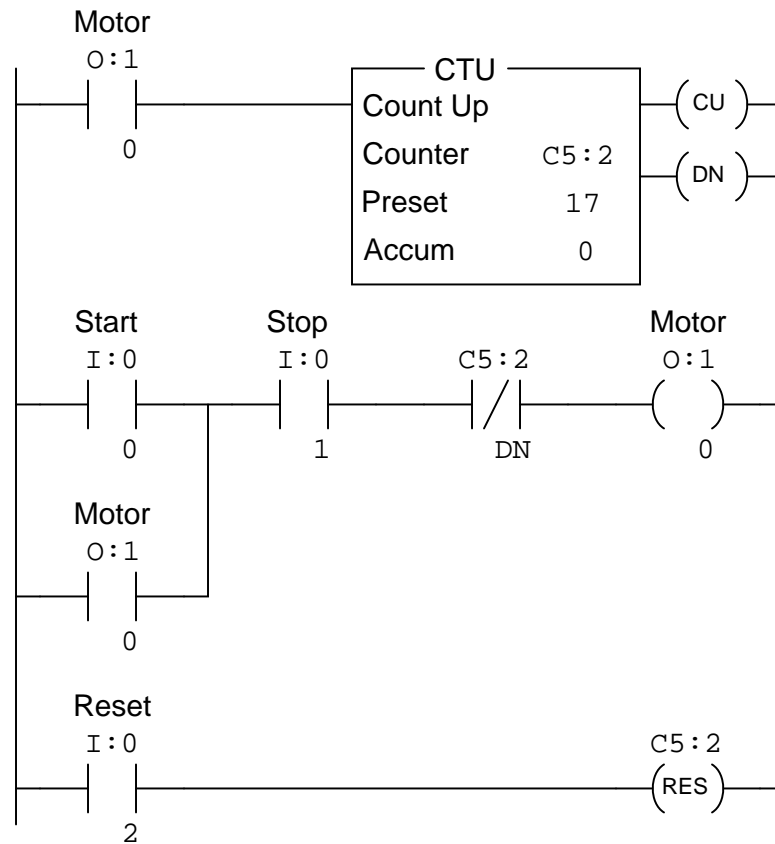 Motor
O:1
0
CTU
Count Up
Counter C5:2
Preset 17
Accum 0
CU
DN
Start Stop Motor
I:0 I:0 C5:2 O:1
0 1 DN 0
Motor
O:1
0
Reset
I:0 C5:2
RES
2